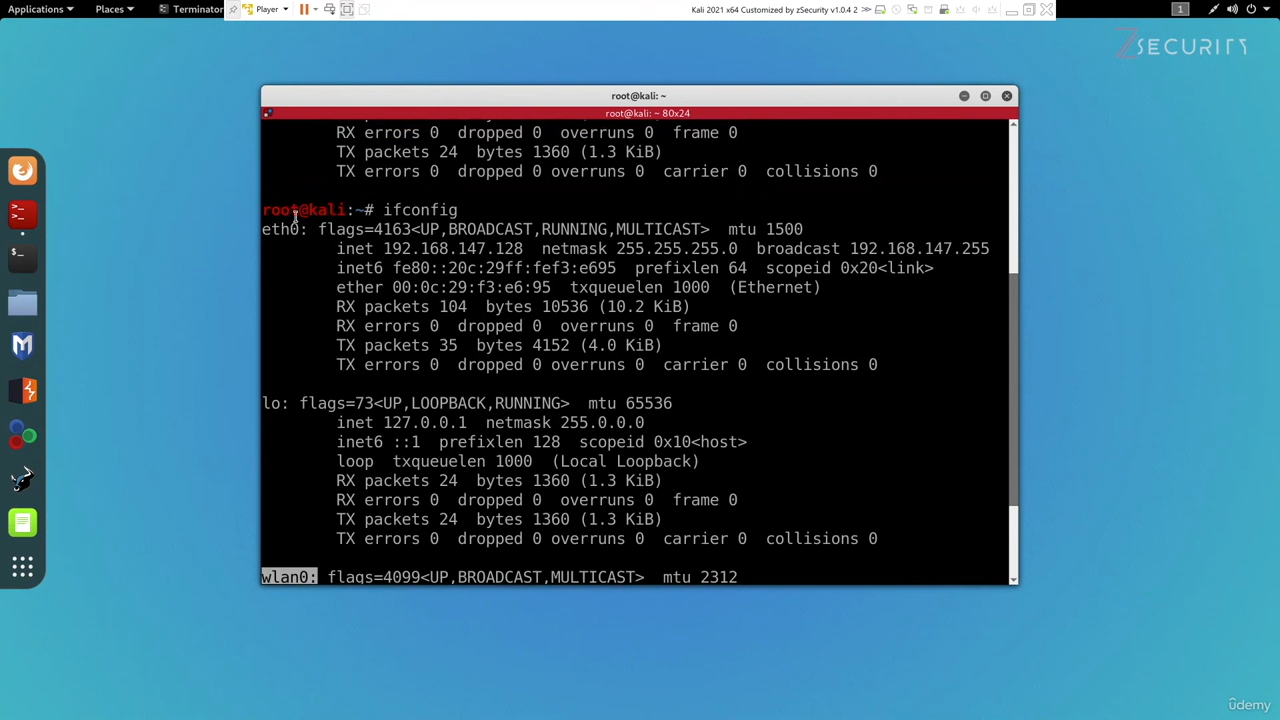 Applications Places Terminator Player Kali 2021 x64 Customized by zSecurity v1.0.4 2 1
ZSECURITY
root@kali: ~
root@kali: ~ 80x24
RX errors 0 dropped 0 overruns 0 frame 0
TX packets 24 bytes 1360 (1.3 KiB)
TX errors 0 dropped 0 overruns 0 carrier 0 collisions 0
root@kali:~# ifconfig
eth0: flags=4163<UP,BROADCAST,RUNNING,MULTICAST> mtu 1500
inet 192.168.147.128 netmask 255.255.255.0 broadcast 192.168.147.255
inet6 fe80::20c:29ff:fef3:e695 prefixlen 64 scopeid 0x20<link>
ether 00:0c:29:f3:e6:95 txqueuelen 1000 (Ethernet)
RX packets 104 bytes 10536 (10.2 KiB)
RX errors 0 dropped 0 overruns 0 frame 0
TX packets 35 bytes 4152 (4.0 KiB)
TX errors 0 dropped 0 overruns 0 carrier 0 collisions 0
lo: flags=73<UP,LOOPBACK,RUNNING> mtu 65536
inet 127.0.0.1 netmask 255.0.0.0
inet6 ::1 prefixlen 128 scopeid 0x10<host>
loop txqueuelen 1000 (Local Loopback)
RX packets 24 bytes 1360 (1.3 KiB)
RX errors 0 dropped 0 overruns 0 frame 0
TX packets 24 bytes 1360 (1.3 KiB)
TX errors 0 dropped 0 overruns 0 carrier 0 collisions 0
wlan0: flags=4099<UP,BROADCAST,MULTICAST> mtu 2312
ûdemy